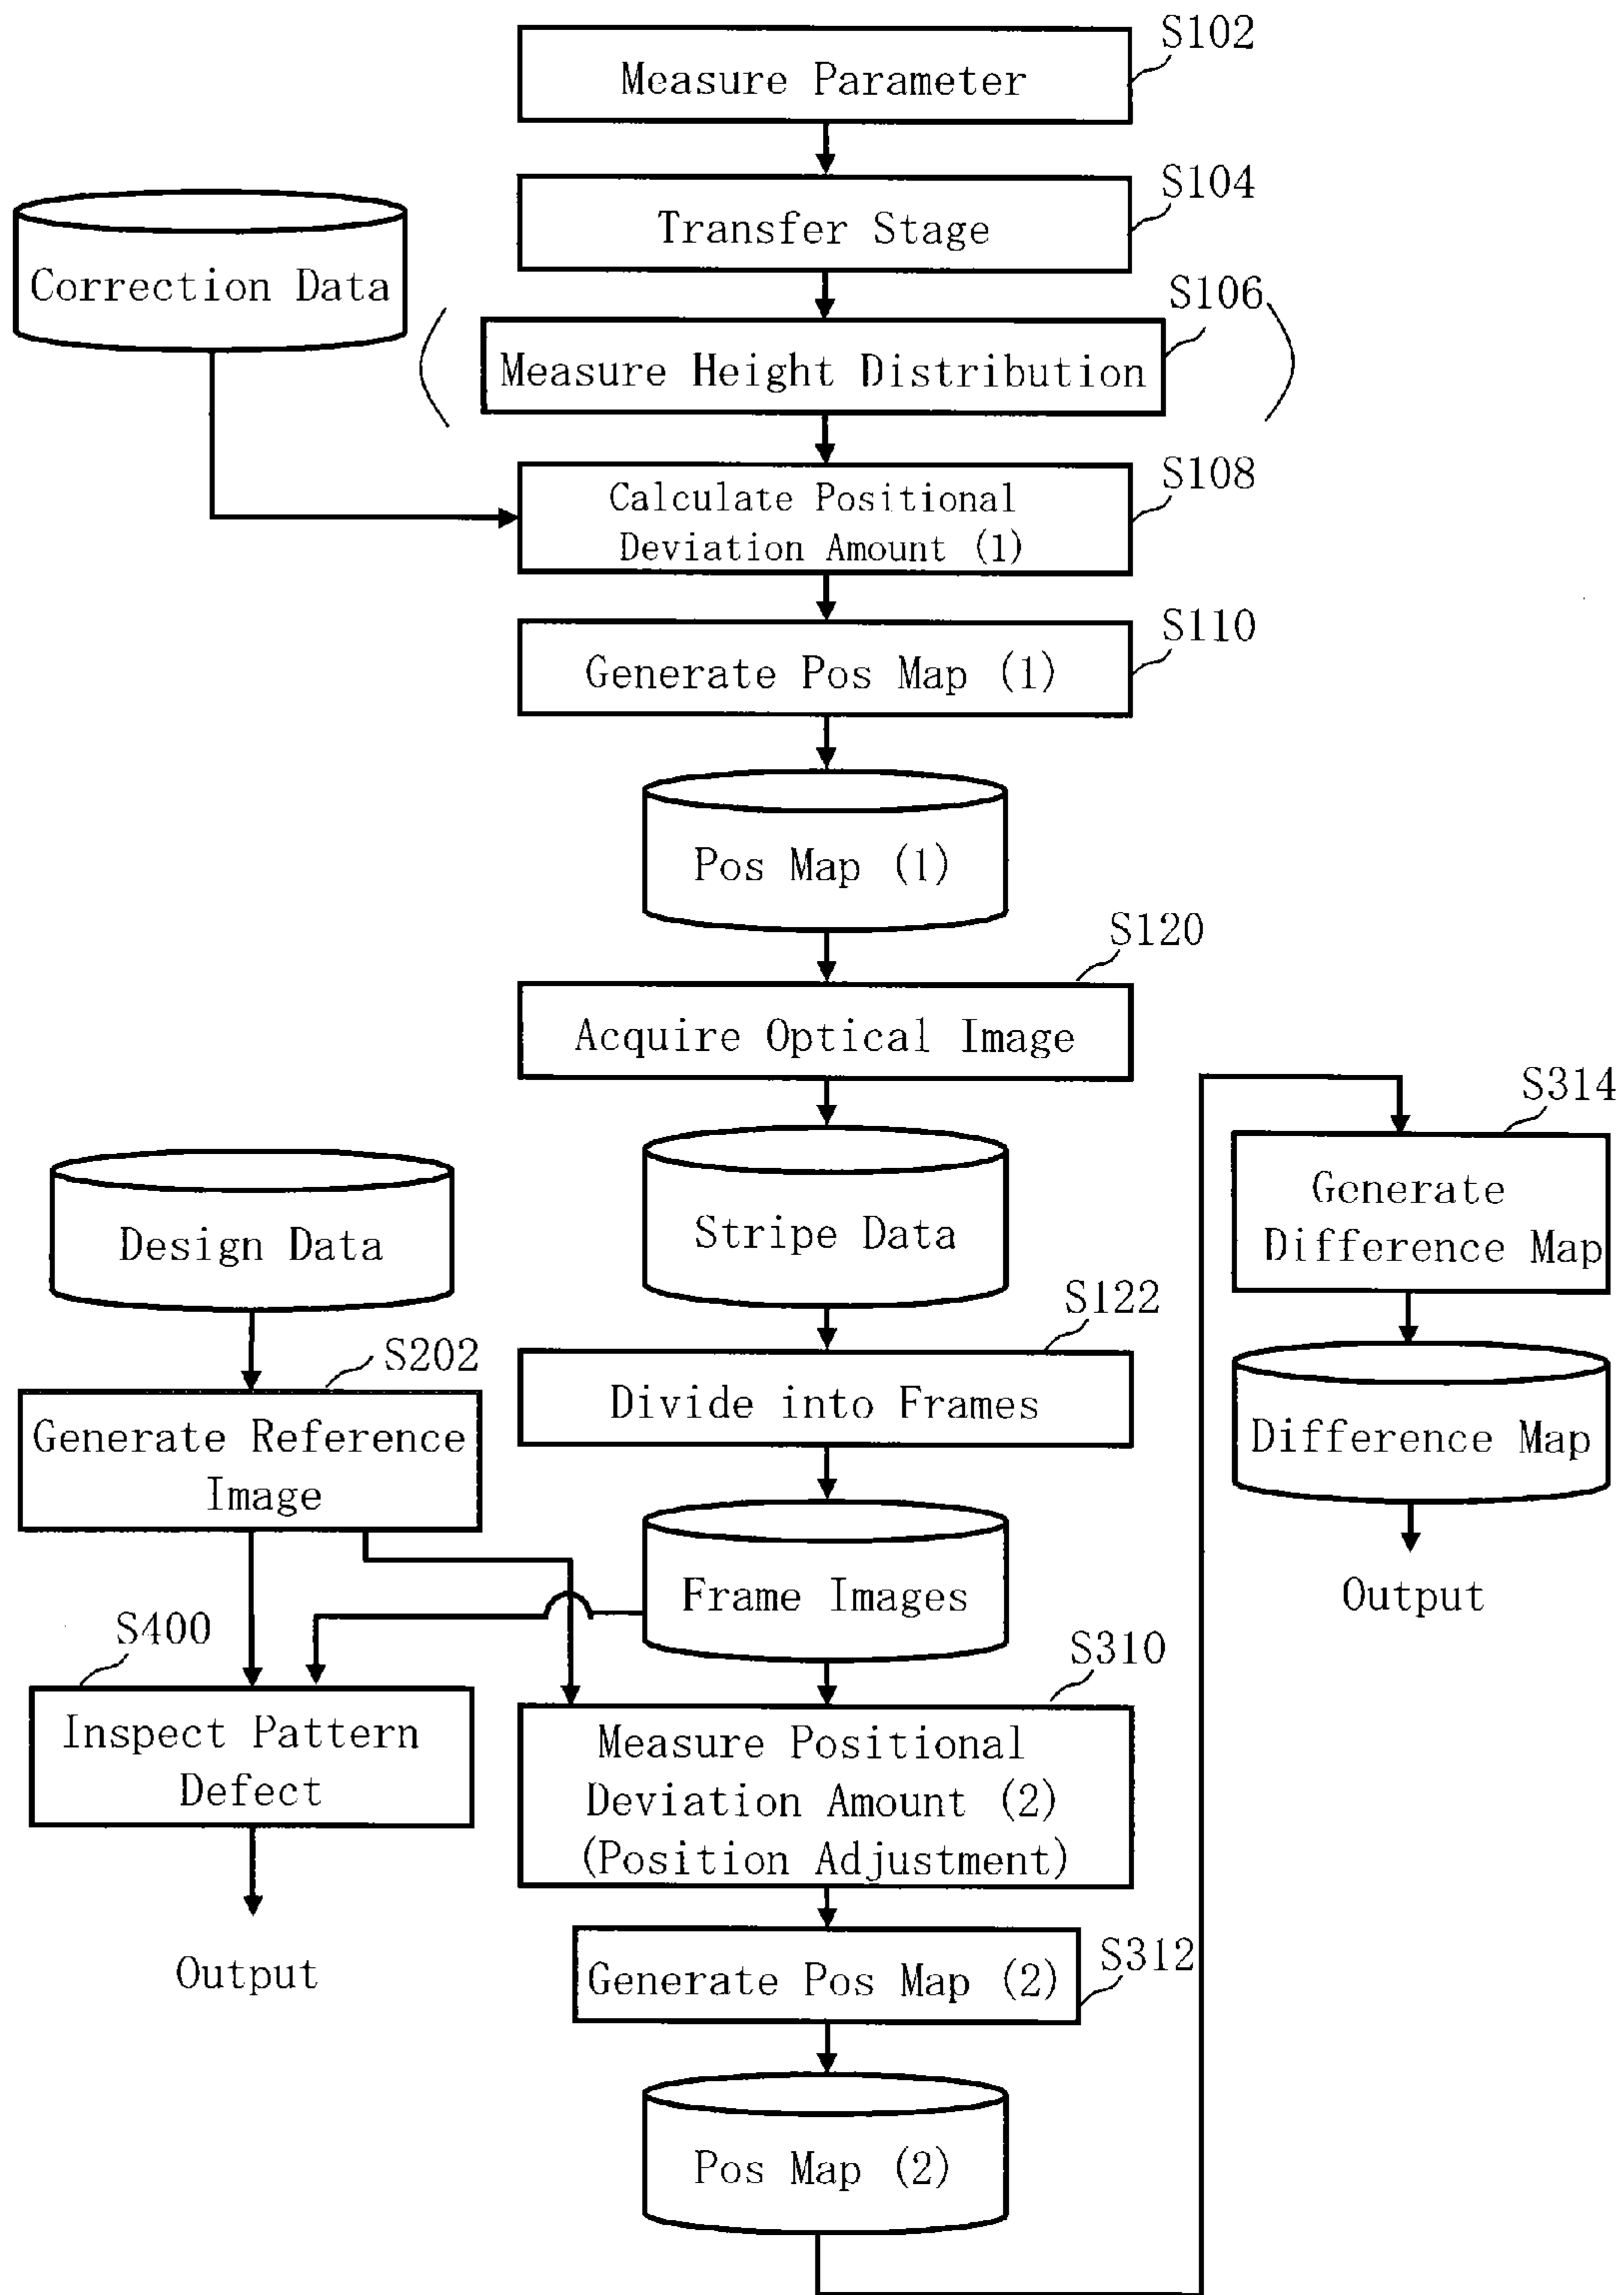 S102
Measure Parameter
S104
Transfer Stage
Correction Data
S106
Measure Height Distribution
S108
Calculate Positional
Deviation Amount (1)
S110
Generate Pos Map (1)
Pos Map (1)
S120
Acquire Optical Image
S314
Generate
Difference Map
Design Data
Stripe Data
S122
S202
Divide into Frames
Generate Reference
Image
Difference Map
Frame Images
Output
S400
S310
Inspect Pattern
Defect
Measure Positional
Deviation Amount (2)
(Position Adjustment)
Output
S312
Generate Pos Map (2)
Pos Map (2)